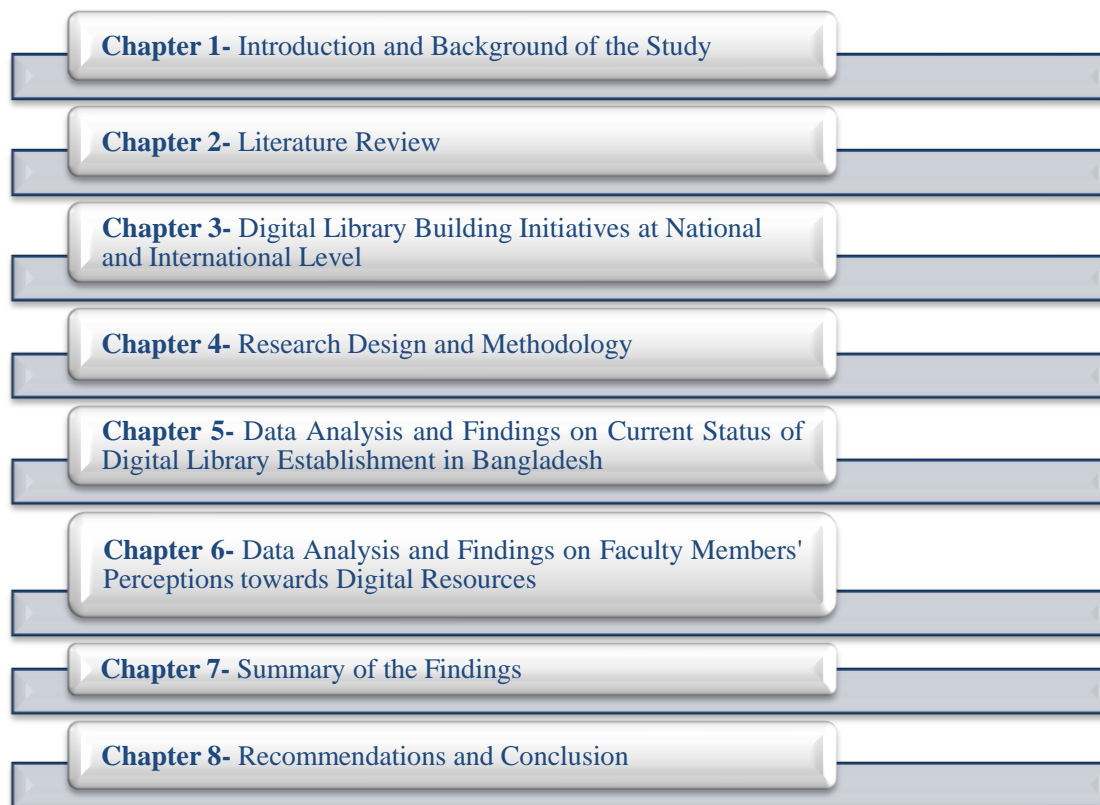 Chapter 1- Introduction and Background of the Study
Chapter 2- Literature Review
Chapter 3- Digital Library Building Initiatives at National
and International Level
Chapter 4- Research Design and Methodology
Chapter 5- Data Analysis and Findings on Current Status of
Digital Library Establishment in Bangladesh
Chapter 6- Data Analysis and Findings on Faculty Members'
Perceptions towards Digital Resources
Chapter 7- Summary of the Findings
Chapter 8- Recommendations and Conclusion